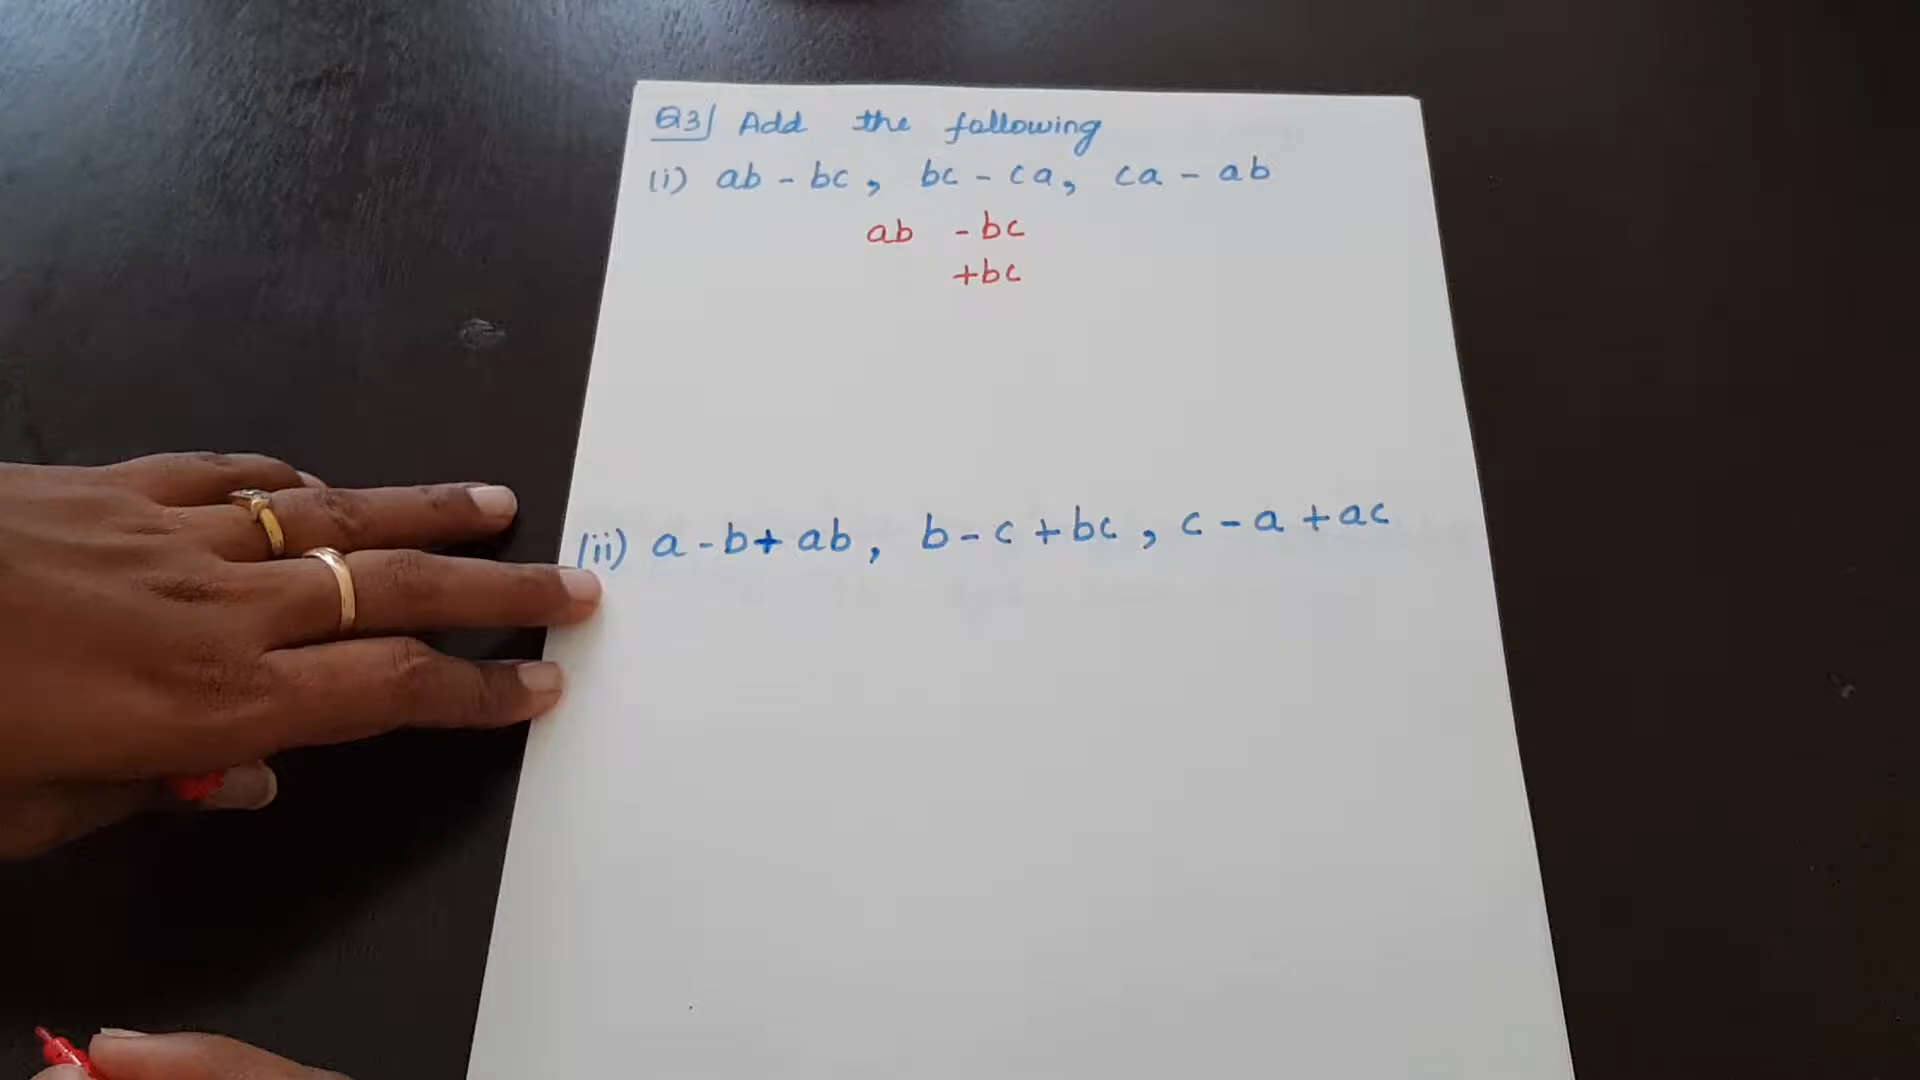 Q3/ Add the following
(i) ab - bc, bc - ca, ca - ab
ab - bc
+bc
(ii) a - b + ab, b - c + bc, c - a + ac